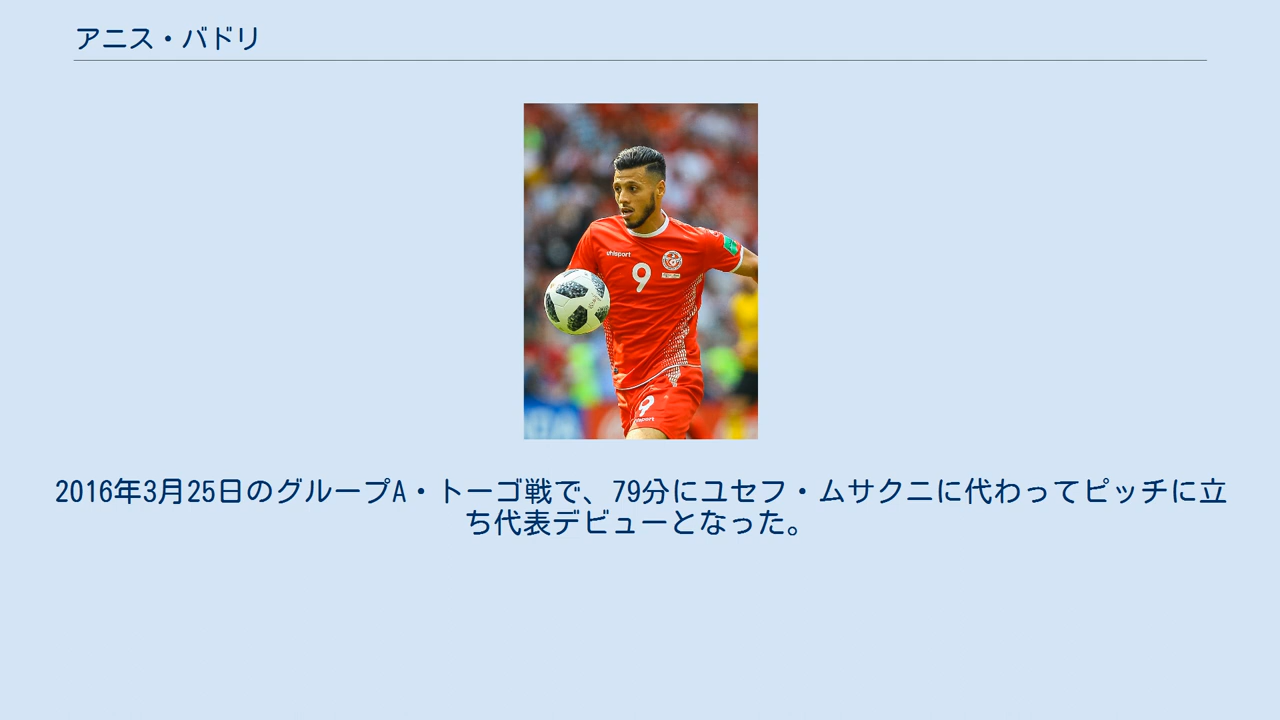 アニス・バドリ
uhlsport
9
9
2016年3月25日のグループA・トーゴ戦で、79分にユセフ・ムサクニに代わってピッチに立
ち代表デビューとなった。